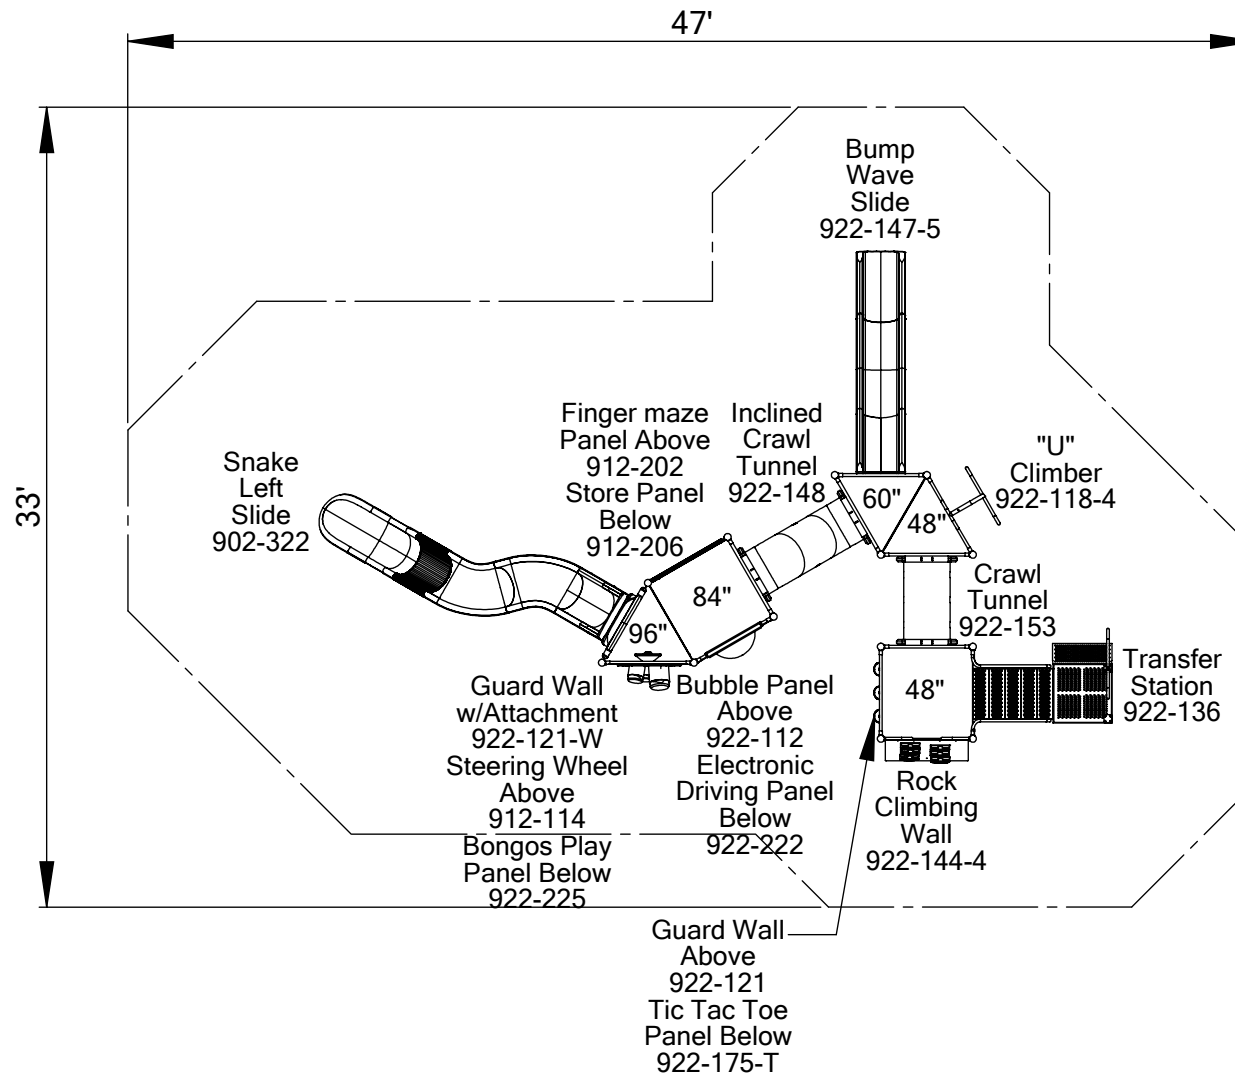 47'
33'
Bump
Wave
Slide
922-147-5
Finger maze
Panel Above
912-202
Store Panel
Below
912-206
Inclined
Crawl
Tunnel
922-148
"U"
Climber
922-118-4
Snake
Left
Slide
902-322
60"
48"
84"
96"
Crawl
Tunnel
922-153
48"
Transfer
Station
922-136
Guard Wall
w/Attachment
922-121-W
Steering Wheel
Above
912-114
Bongos Play
Panel Below
922-225
Bubble Panel
Above
922-112
Electronic
Driving Panel
Below
922-222
Rock
Climbing
Wall
922-144-4
Guard Wall
Above
922-121
Tic Tac Toe
Panel Below
922-175-T